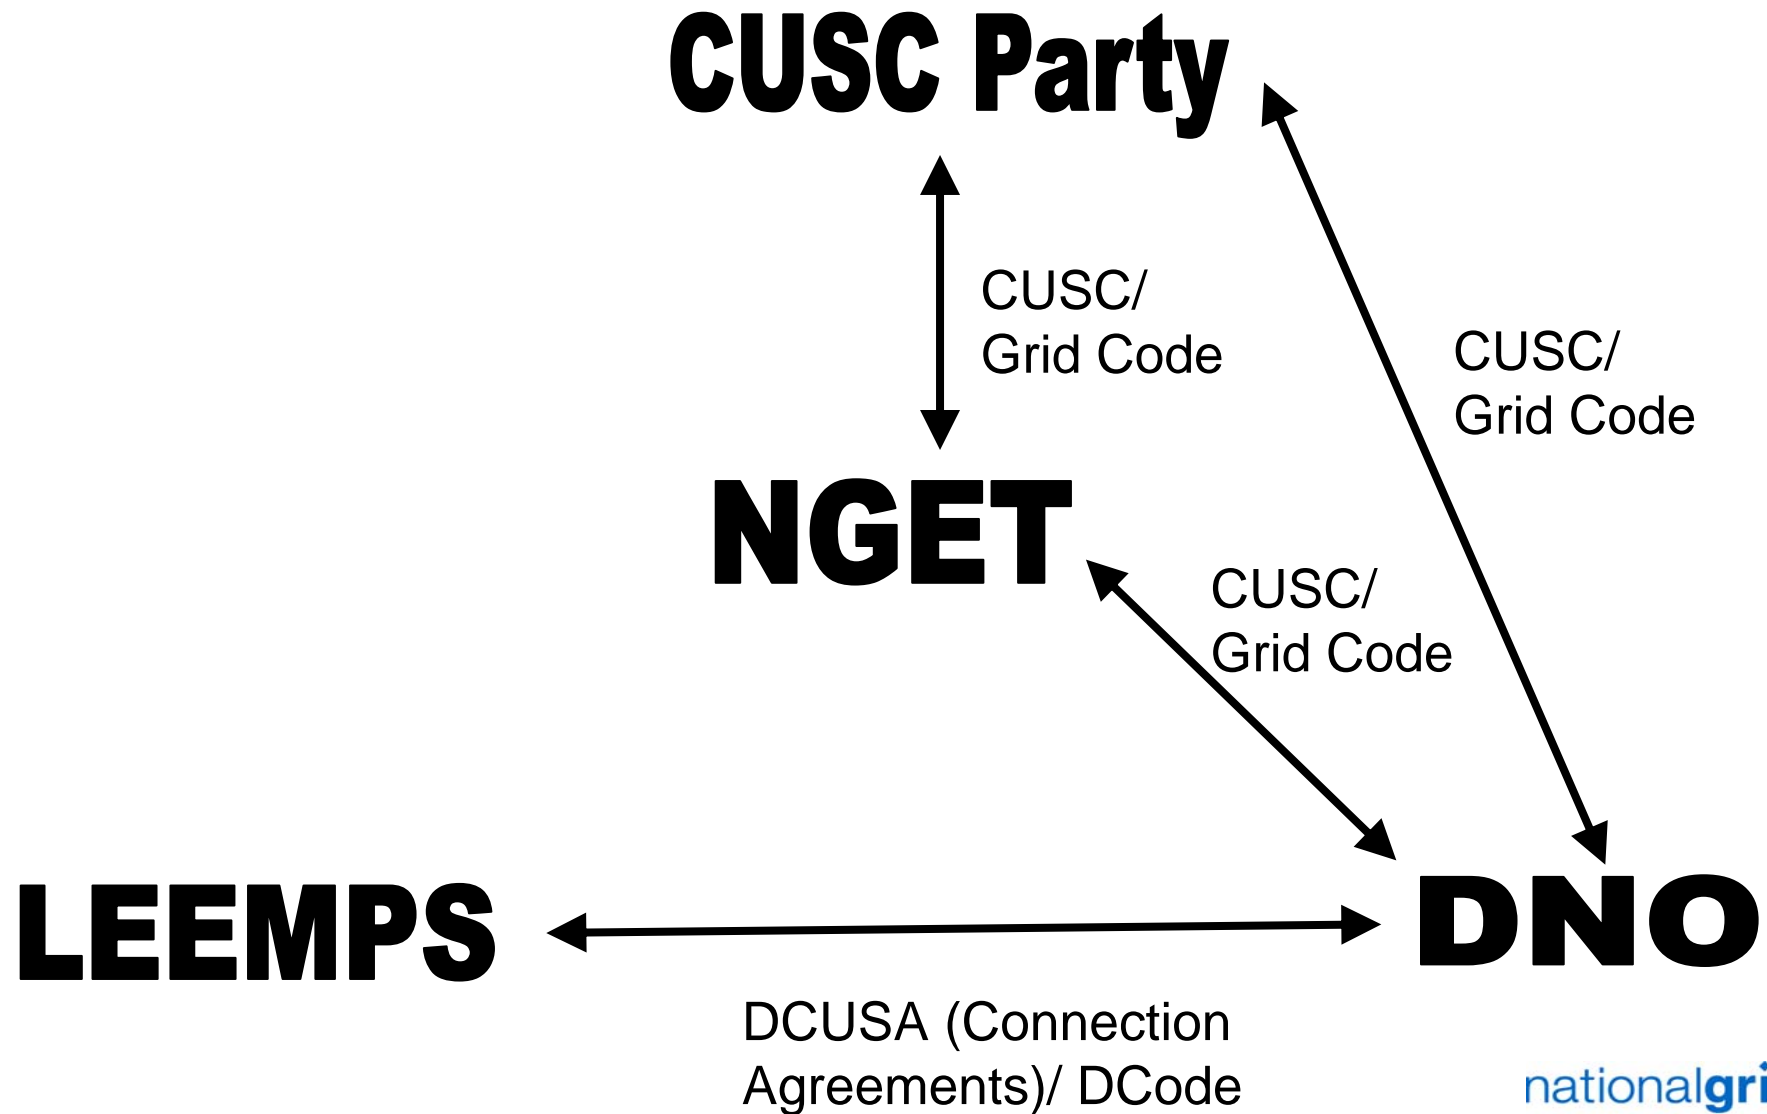 CUSC Party
CUSC/
Grid Code
CUSC/
Grid Code
NGET
CUSC/
Grid Code
LEEMPS
DNO
DCUSA (Connection
Agreements)/ DCode
nationalgri